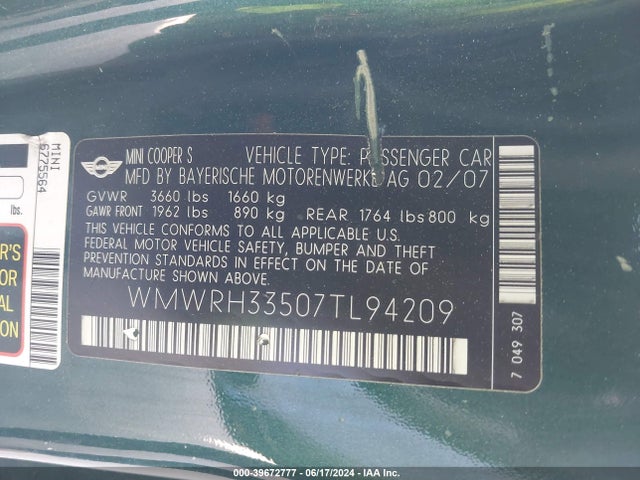 MINI COOPER S VEHICLE TYPE: PASSENGER CAR
MFD BY BAYERISCHE MOTORENWERKE AG 02/07
GVWR 3660 lbs 1660 kg
GAWR FRONT 1962 lbs 890 kg REAR 1764 lbs 800 kg
THIS VEHICLE CONFORMS TO ALL APPLICABLE U.S.
FEDERAL MOTOR VEHICLE SAFETY, BUMPER AND THEFT
PREVENTION STANDARDS IN EFFECT ON THE DATE OF
MANUFACTURE SHOWN ABOVE.
WMWRH33507TL94209
7 049 307
MINI
6775564
lbs.
R'S
OR
AL
ON
000-39672777 - 06/17/2024 - IAA Inc.